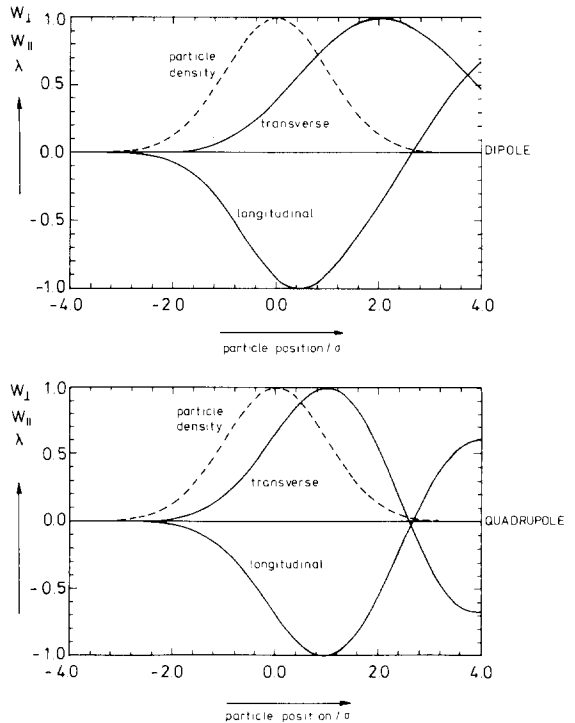 W⊥
W||
λ
1.0
0.5
0.0
-0.5
-1.0
particle
density
transverse
longitudinal
DIPOLE
-4.0 -2.0 0.0 2.0 4.0
particle position/σ
W⊥
W||
λ
1.0
0.5
0.0
-0.5
-1.0
particle
density
transverse
longitudinal
QUADRUPOLE
-4.0 -2.0 0.0 2.0 4.0
particle position/σ